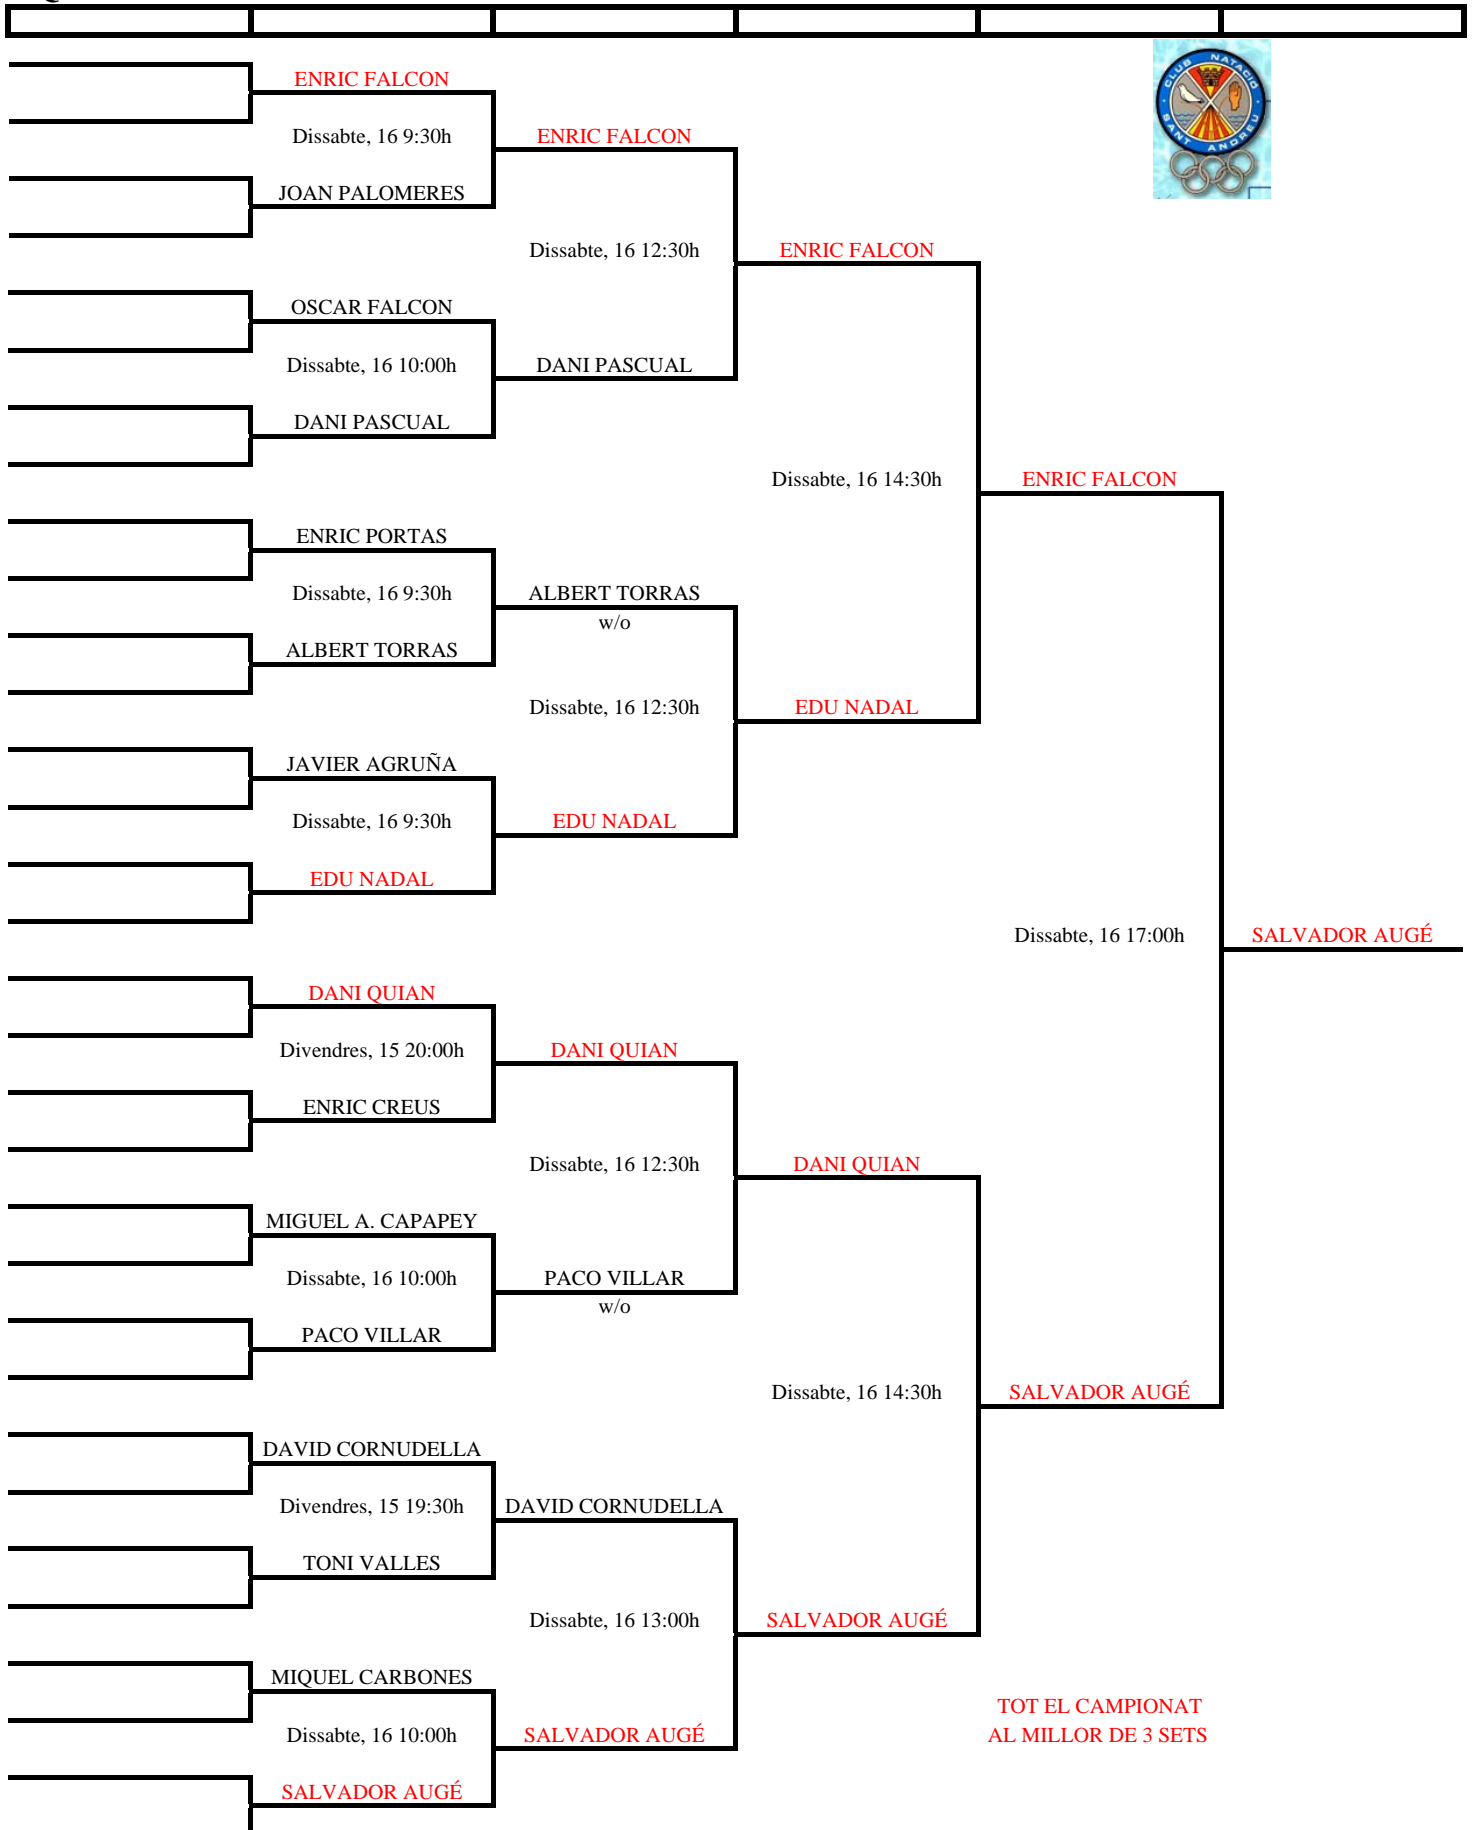 CLUB NATACIÓ
SANT ANDREU
ENRIC FALCON
Dissabte, 16 9:30h
ENRIC FALCON
JOAN PALOMERES
Dissabte, 16 12:30h
ENRIC FALCON
OSCAR FALCON
Dissabte, 16 10:00h
DANI PASCUAL
DANI PASCUAL
Dissabte, 16 14:30h
ENRIC FALCON
ENRIC PORTAS
Dissabte, 16 9:30h
ALBERT TORRAS
w/o
ALBERT TORRAS
Dissabte, 16 12:30h
EDU NADAL
JAVIER AGRUÑA
Dissabte, 16 9:30h
EDU NADAL
EDU NADAL
Dissabte, 16 17:00h
SALVADOR AUGÉ
DANI QUIAN
Divendres, 15 20:00h
DANI QUIAN
ENRIC CREUS
Dissabte, 16 12:30h
DANI QUIAN
MIGUEL A. CAPAPEY
Dissabte, 16 10:00h
PACO VILLAR
w/o
PACO VILLAR
Dissabte, 16 14:30h
SALVADOR AUGÉ
DAVID CORNUDELLA
Divendres, 15 19:30h
DAVID CORNUDELLA
TONI VALLES
Dissabte, 16 13:00h
SALVADOR AUGÉ
MIQUEL CARBONES
TOT EL CAMPIONAT
Dissabte, 16 10:00h
SALVADOR AUGÉ
AL MILLOR DE 3 SETS
SALVADOR AUGÉ